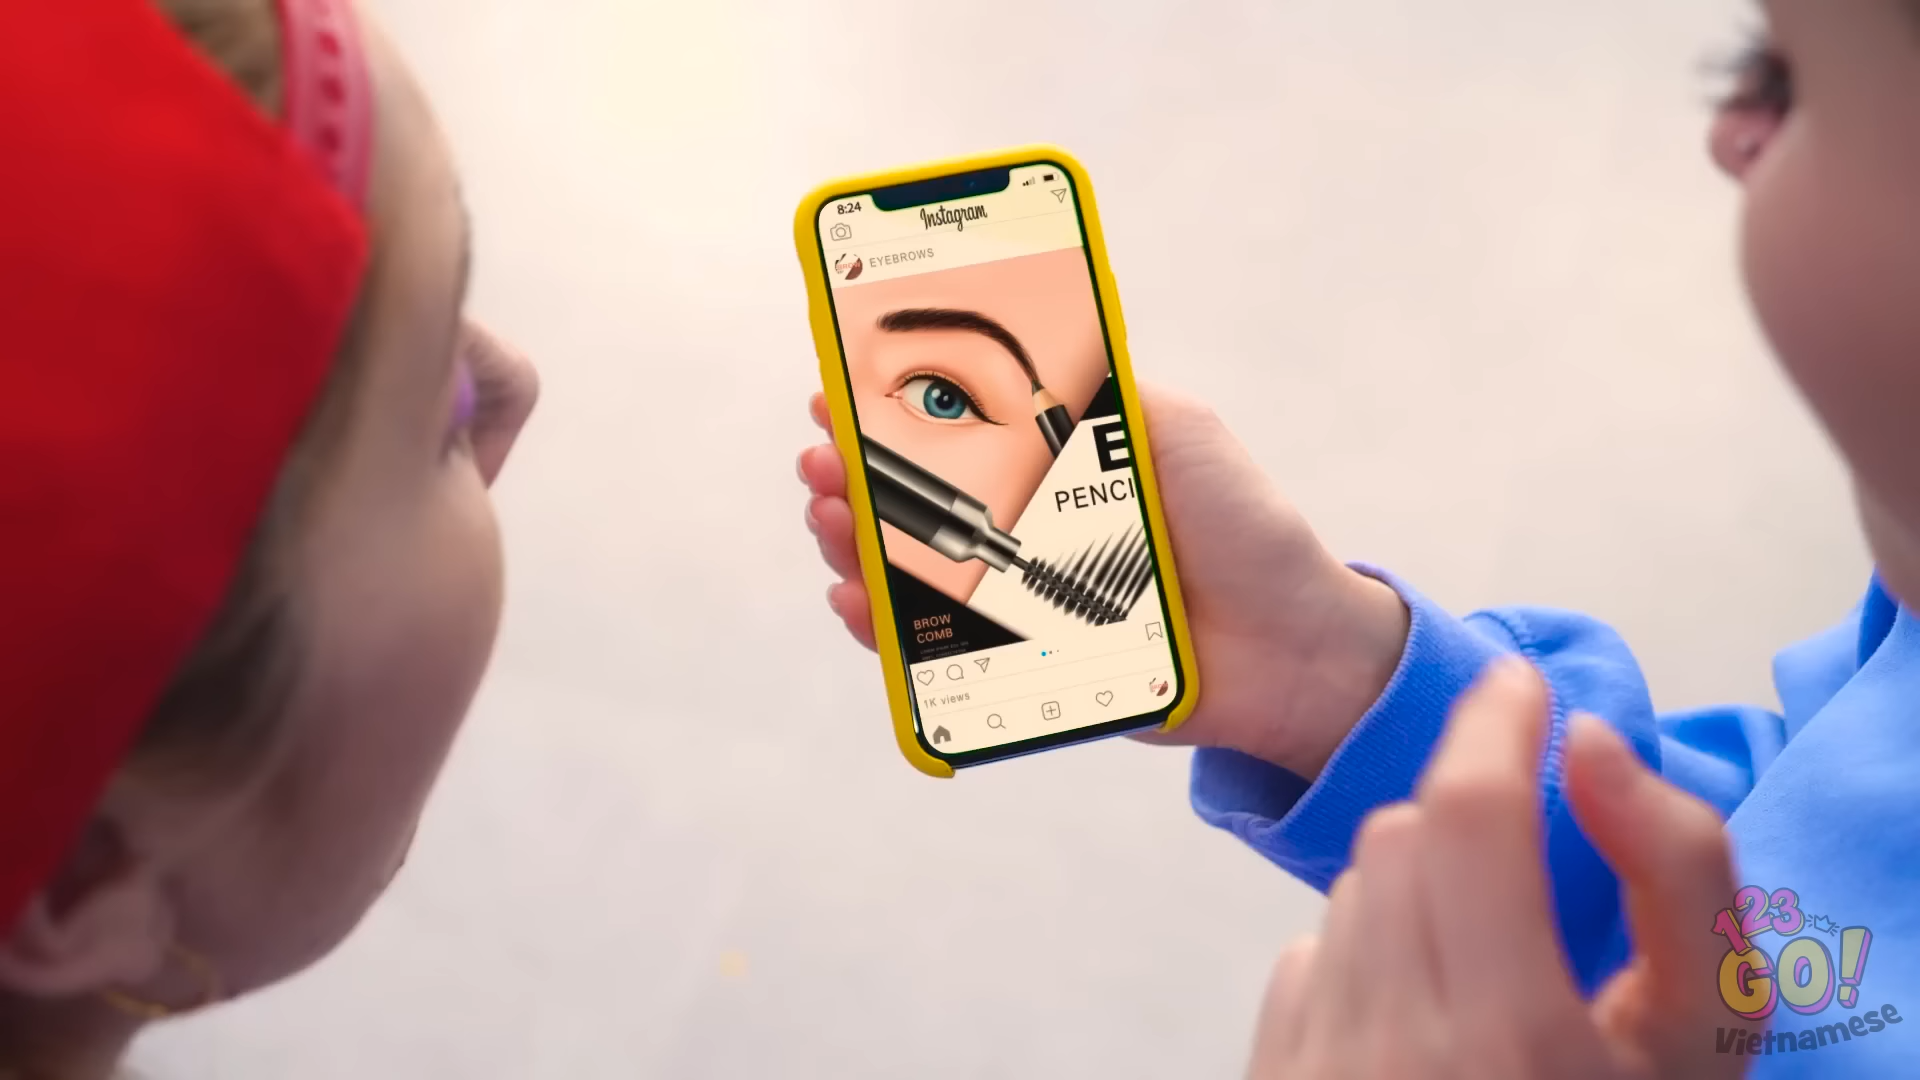 8:24
Instagram
EYEBROWS
E
PENCI
BROW
COMB
1K views
123
GO!
Vietnamese